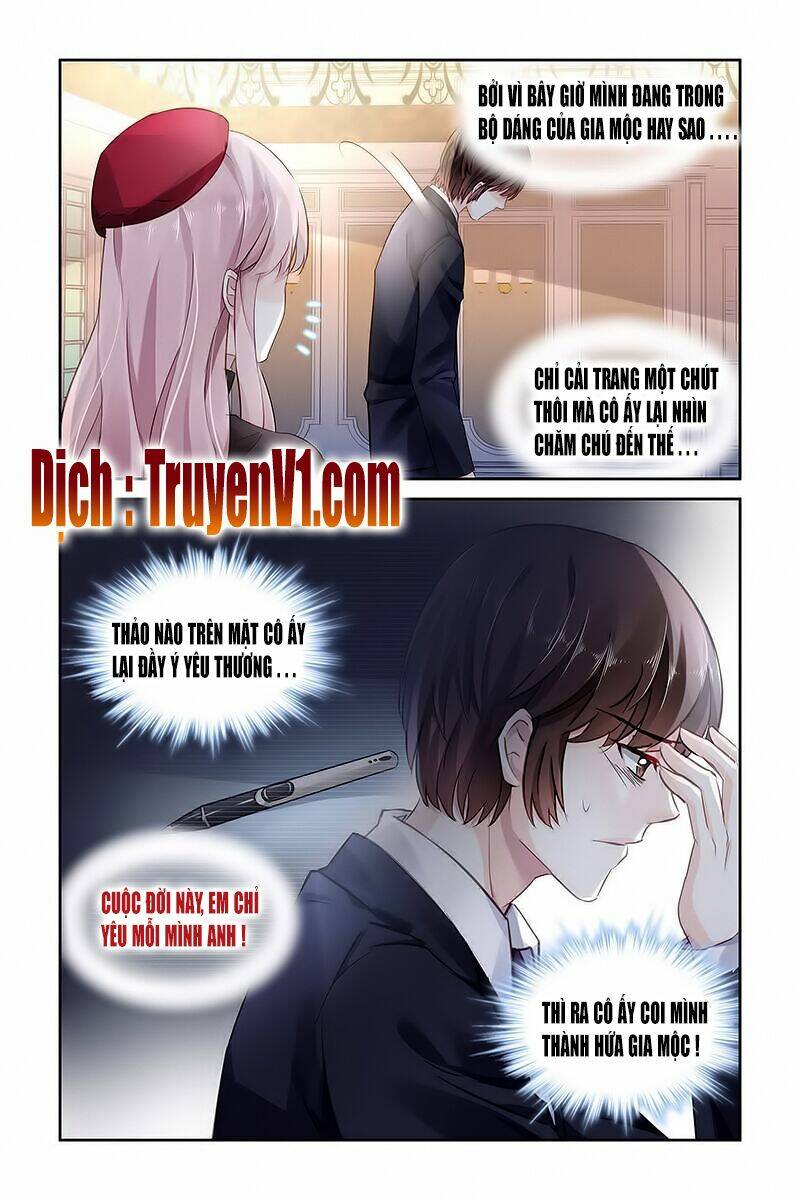 BỞI VÌ BÂY GIỜ MÌNH ĐANG TRONG
BỘ DÁNG CỦA GIA MỘC HAY SAO . . . .
CHỈ CẢI TRANG MỘT CHÚT
THÔI MÀ CÔ ẤY LẠI NHÌN
CHĂM CHÚ ĐẾN THẾ . . .
Dịch : TruyenV1.com
THẢO NÀO TRÊN MẶT CÔ ẤY
LẠI ĐẦY Ý YÊU THƯƠNG . . .
CUỘC ĐỜI NÀY, EM CHỈ
YÊU MỖI MÌNH ANH !
THÌ RA CÔ ẤY COI MÌNH
THÀNH HỨA GIA MỘC !